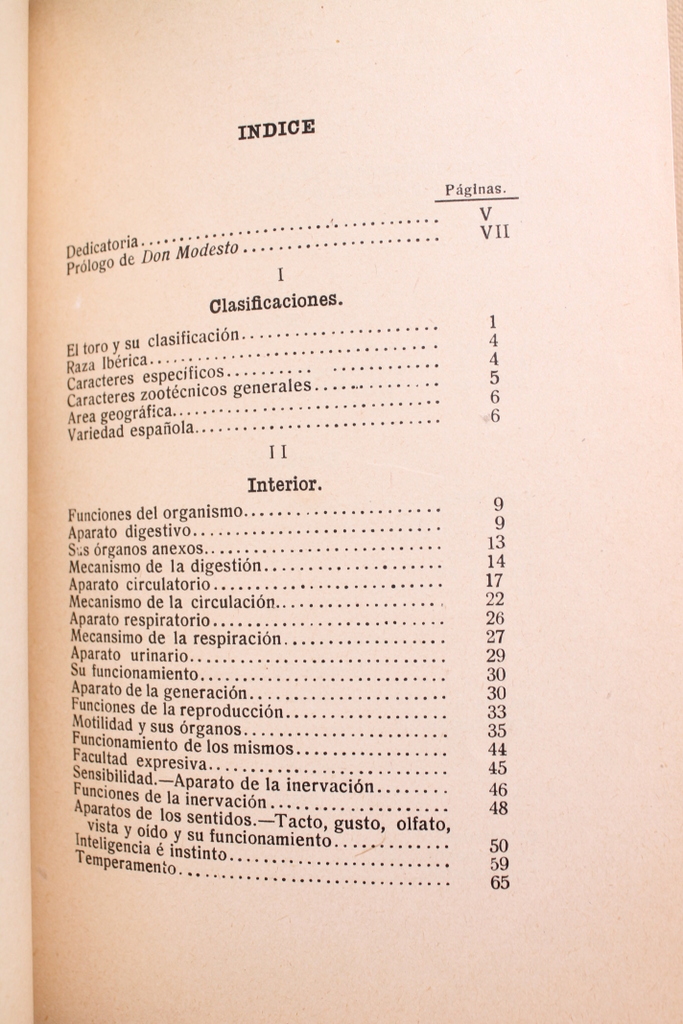 INDICE
Páginas.
Dedicatoria........................................ V
Prólogo de Don Modesto.......................... VII
I
Clasificaciones.
El toro y su clasificación........................ 1
Raza Ibérica..................................... 4
Caracteres específicos.......... ............ 4
Caracteres zootécnicos generales............... 5
Area geográfica................................. 6
Variedad española............................... 6
II
Interior.
Funciones del organismo......................... 9
Aparato digestivo............................... 9
Sus órganos anexos.............................. 13
Mecanismo de la digestión....................... 14
Aparato circulatorio............................ 17
Mecanismo de la circulación..................... 22
Aparato respiratorio............................ 26
Mecansimo de la respiración..................... 27
Aparato urinario................................ 29
Su funcionamiento............................... 30
Aparato de la generación........................ 30
Funciones de la reproducción.................... 33
Motilidad y sus órganos......................... 35
Funcionamiento de los mismos.................... 44
Facultad expresiva.............................. 45
Sensibilidad.—Aparato de la inervación........ 46
Funciones de la inervación...................... 48
Aparatos de los sentidos.—Tacto, gusto, olfato,
vista y oido y su funcionamiento............. 50
Inteligencia é instinto......................... 59
Temperamento.................................... 65